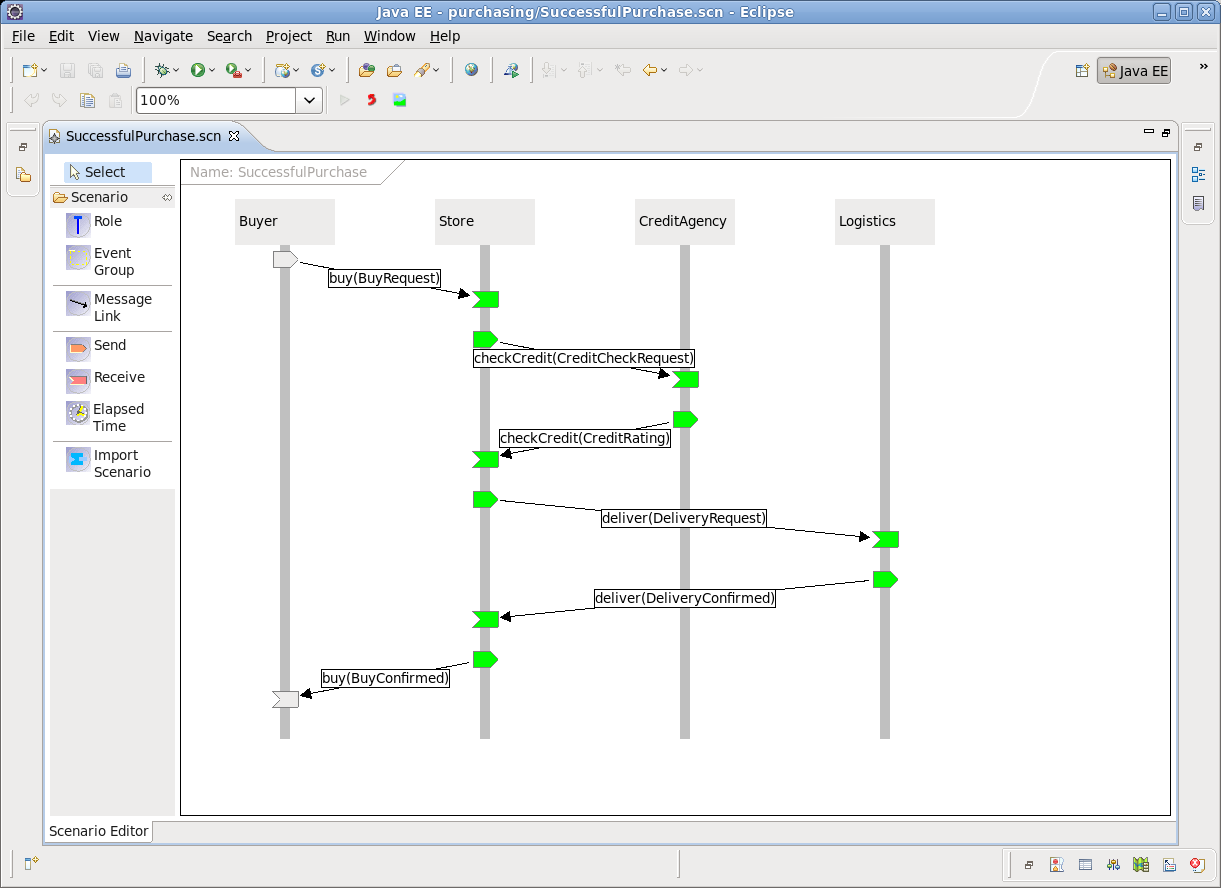 Java EE - purchasing/SuccessfulPurchase.scn - Eclipse
File Edit View Navigate Search Project Run Window Help
Java EE
»
100%
SuccessfulPurchase.scn
Select
Scenario
Role
Event
Group
Message
Link
Send
Receive
Elapsed
Time
Import
Scenario
Name: SuccessfulPurchase
Buyer
Store
CreditAgency
Logistics
buy(BuyRequest)
checkCredit(CreditCheckRequest)
checkCredit(CreditRating)
deliver(DeliveryRequest)
deliver(DeliveryConfirmed)
buy(BuyConfirmed)
Scenario Editor